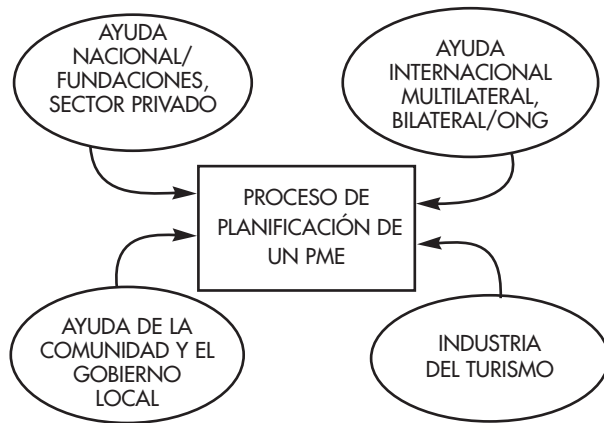 AYUDA
NACIONAL/
FUNDACIONES,
SECTOR PRIVADO
AYUDA
INTERNACIONAL
MULTILATERAL,
BILATERAL/ONG
PROCESO DE
PLANIFICACIÓN DE
UN PME
AYUDA DE LA
COMUNIDAD Y EL
GOBIERNO
LOCAL
INDUSTRIA
DEL TURISMO